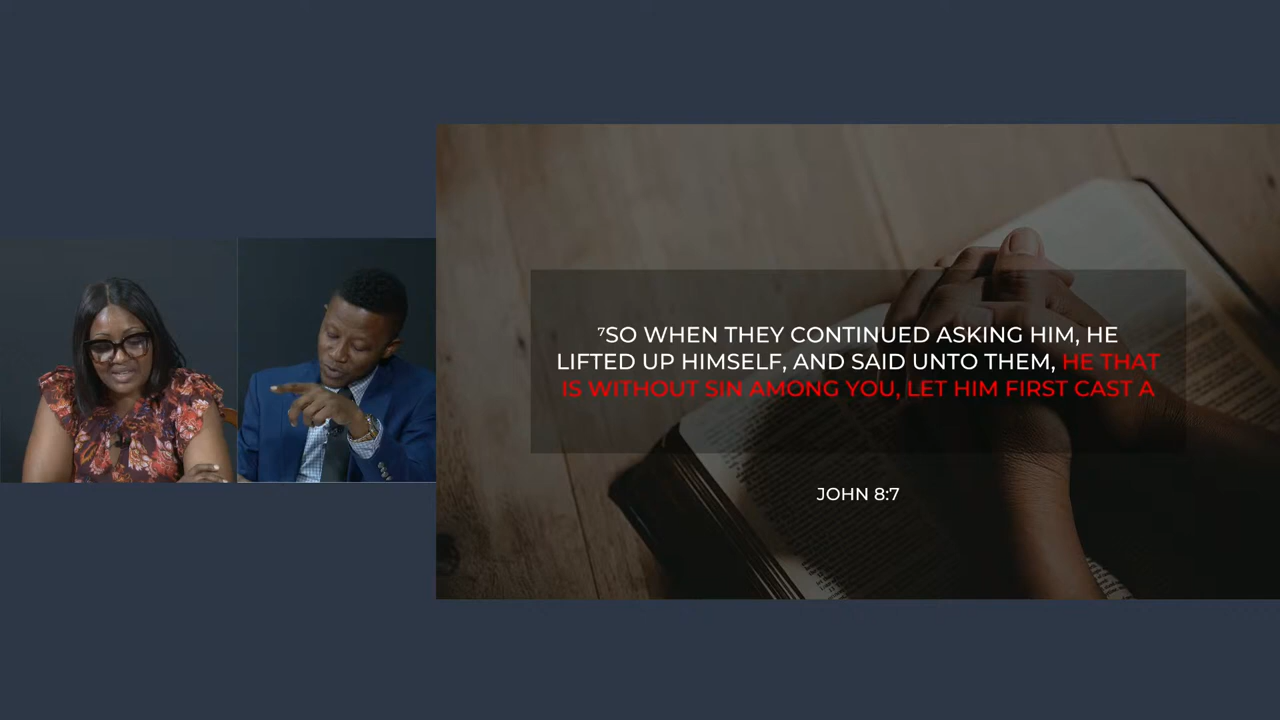 ⁷SO WHEN THEY CONTINUED ASKING HIM, HE
LIFTED UP HIMSELF, AND SAID UNTO THEM, HE THAT
IS WITHOUT SIN AMONG YOU, LET HIM FIRST CAST A
JOHN 8:7